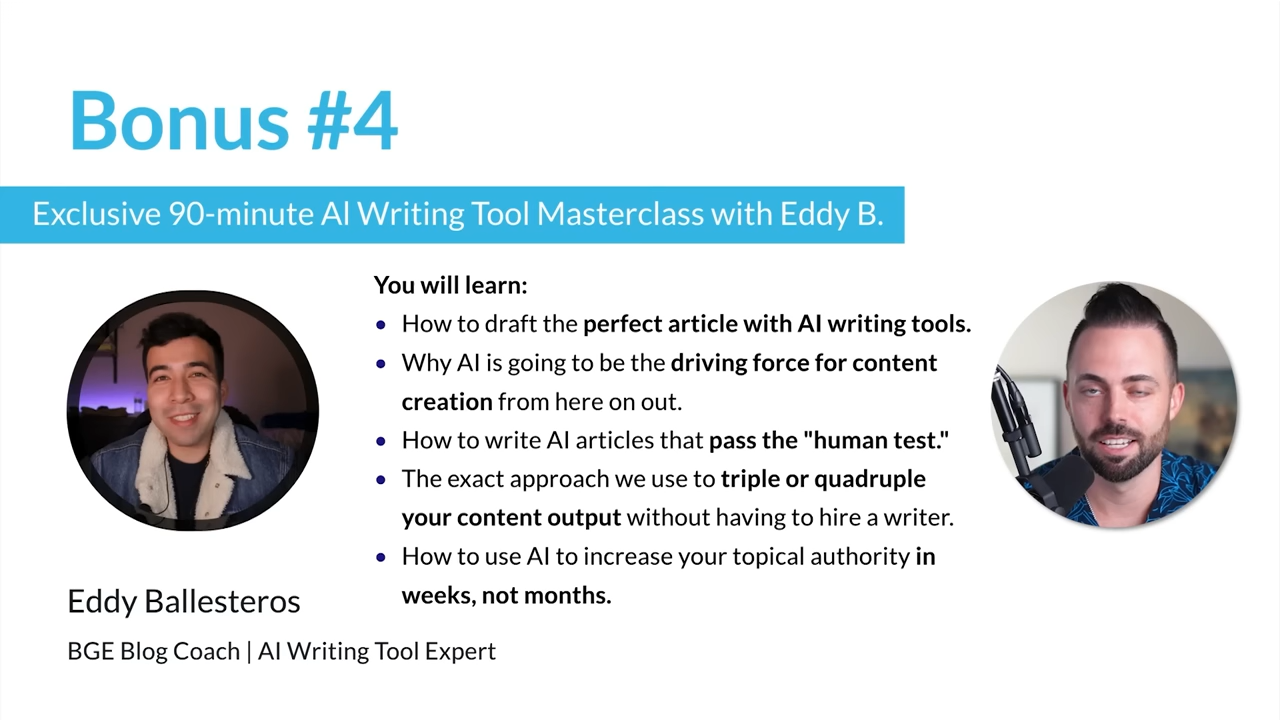 Bonus #4
Exclusive 90-minute AI Writing Tool Masterclass with Eddy B.
You will learn:
• How to draft the perfect article with AI writing tools.
• Why AI is going to be the driving force for content
creation from here on out.
• How to write AI articles that pass the "human test."
• The exact approach we use to triple or quadruple
your content output without having to hire a writer.
• How to use AI to increase your topical authority in
weeks, not months.
Eddy Ballesteros
BGE Blog Coach | AI Writing Tool Expert